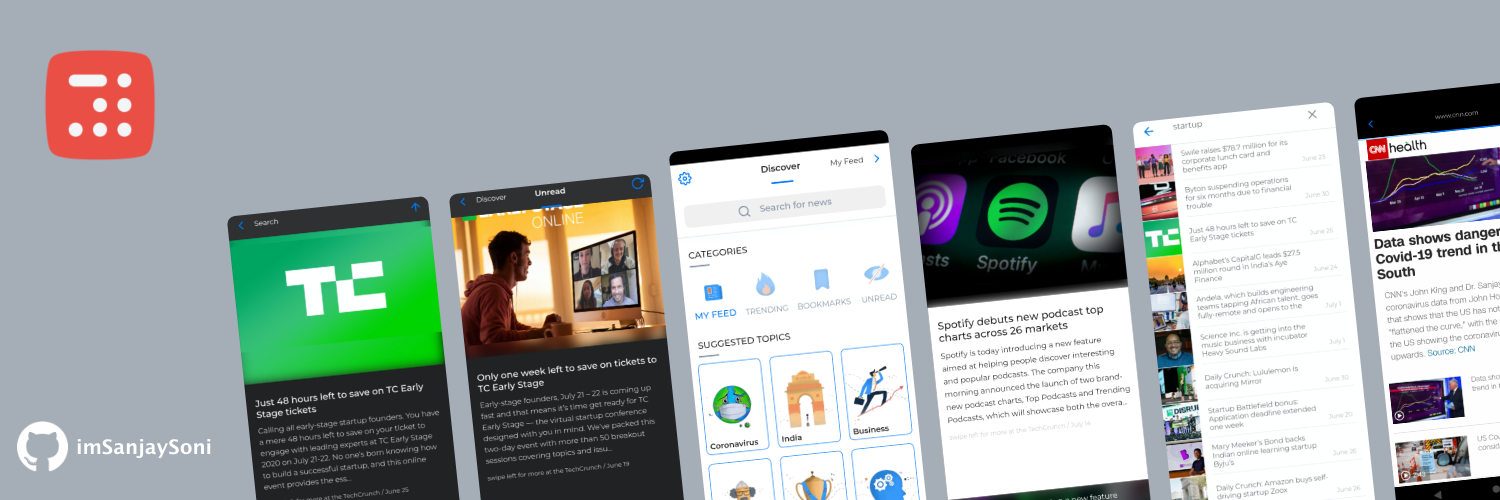 imSanjaySoni
Search
TC
Just 48 hours left to save on TC Early
Stage tickets
Calling all early-stage startup founders. You have
a mere 48 hours left to save on your ticket to
engage with leading experts at TC Early Stage
2020 on July 21-22. No one's born knowing how
to build a successful startup, and this online
event provides the ess...
more at the TechCrunch / June 25
Discover
Unread
ONLINE
Only one week left to save on tickets to
TC Early Stage
Early-stage founders, July 21 – 22 is coming up
fast and that means it's time get ready for TC
Early Stage — the virtual startup conference
designed with you in mind. We've packed this
two-day event with more than 50 breakout
sessions covering topics and issu...
swipe left for more at the TechCrunch / June 19
Discover
My Feed
Search for news
CATEGORIES
MY FEED
TRENDING
BOOKMARKS
UNREAD
SUGGESTED TOPICS
Coronavirus
India
Business
Facebook
Spotify
Spotify debuts new podcast top
charts across 26 markets
Spotify is today introducing a new feature
aimed at helping people discover interesting
and popular podcasts. The company this
morning announced the launch of two brand-
new podcast charts, Top Podcasts and Trending
Podcasts, which will showcase both the overa...
swipe left for more at the TechCrunch / July 14
startup
Swile raises $78.7 million for its
corporate lunch card and
benefits app
June 23
Byton suspending operations
for six months due to financial
trouble
June 30
TC
Just 48 hours left to save on TC
Early Stage tickets
June 25
Alphabet's CapitalG leads $27.5
million round in India's Aye
Finance
June 24
Andela, which builds engineering
teams tapping African talent, goes
fully-remote and opens to the
July 1
Science Inc. is getting into the
music business with incubator
Heavy Sound Labs
July 1
Daily Crunch: Lululemon is
acquiring Mirror
June 30
Startup Battlefield bonus:
Application deadline extended
one week
June 20
Mary Meeker's Bond backs
Indian online learning startup
Byju's
June 26
Daily Crunch: Amazon buys self-
driving startup Zoox
June 26
www.cnn.com
CNN health
Data shows
Covid-19 trend in
South
CNN's John King and Dr.
coronavirus data from John
that shows that the US has
"flattened the curve," with the
the US showing the
upwards. Source: CNN
Data
trend in
US